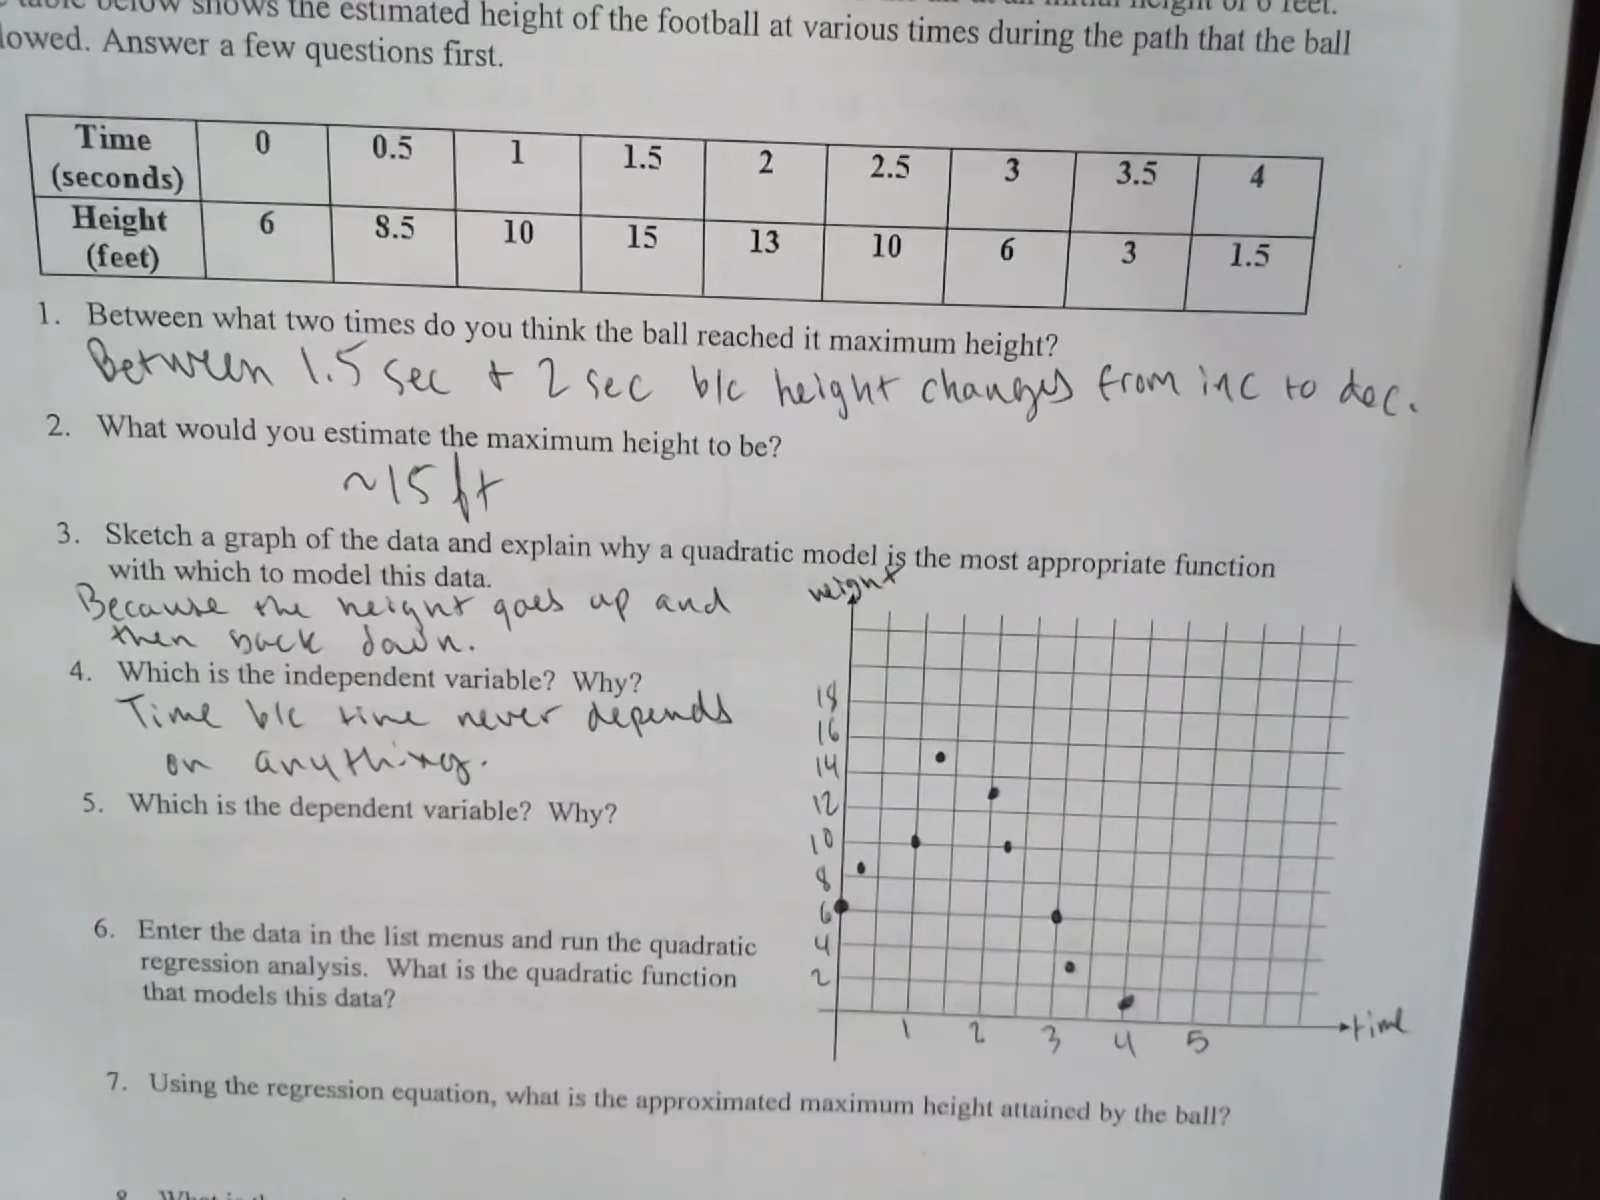 table below shows the estimated height of the football at various times during the path that the ball
lowed. Answer a few questions first.
Time (seconds) 0 0.5 1 1.5 2 2.5 3 3.5 4
Height (feet) 6 8.5 10 15 13 10 6 3 1.5
1. Between what two times do you think the ball reached it maximum height?
Between 1.5 sec + 2 sec b/c height changes from inc to dec.
2. What would you estimate the maximum height to be?
~15 ft
3. Sketch a graph of the data and explain why a quadratic model is the most appropriate function
with which to model this data.
Because the height goes up and
then back down.
4. Which is the independent variable? Why?
Time b/c time never depends
on anything.
5. Which is the dependent variable? Why?
6. Enter the data in the list menus and run the quadratic
regression analysis. What is the quadratic function
that models this data?
height
18
16
14
12
10
8
6
4
2
1 2 3 4 5
time
7. Using the regression equation, what is the approximated maximum height attained by the ball?